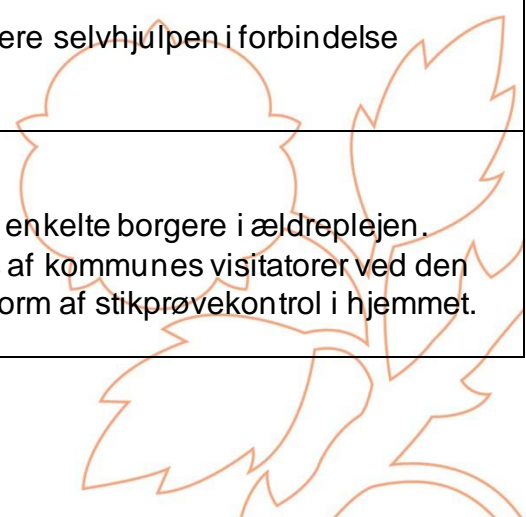 ere selvhjulpen i forbindelse
enkelte borgere i ældreplejen.
af kommunes visitatorer ved den
orm af stikprøvekontrol i hjemmet.